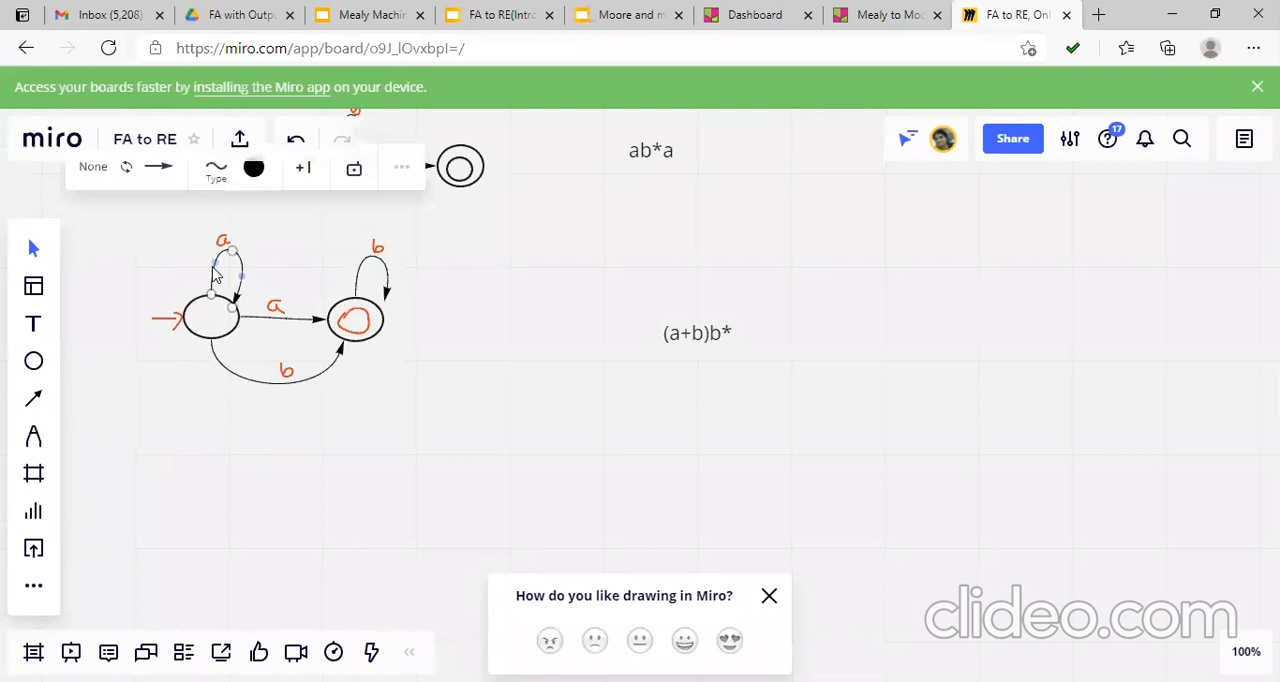 Inbox (5,208)
FA with Outp
Mealy Machin
FA to RE(Intro
Moore and m
Dashboard
Mealy to Moo
FA to RE, Onl
https://miro.com/app/board/o9J_lOvxbpI=/
Access your boards faster by installing the Miro app on your device.
miro
FA to RE
Share
17
None
Type
ab*a
a
b
a
b
(a+b)b*
How do you like drawing in Miro?
clideo.com
100%